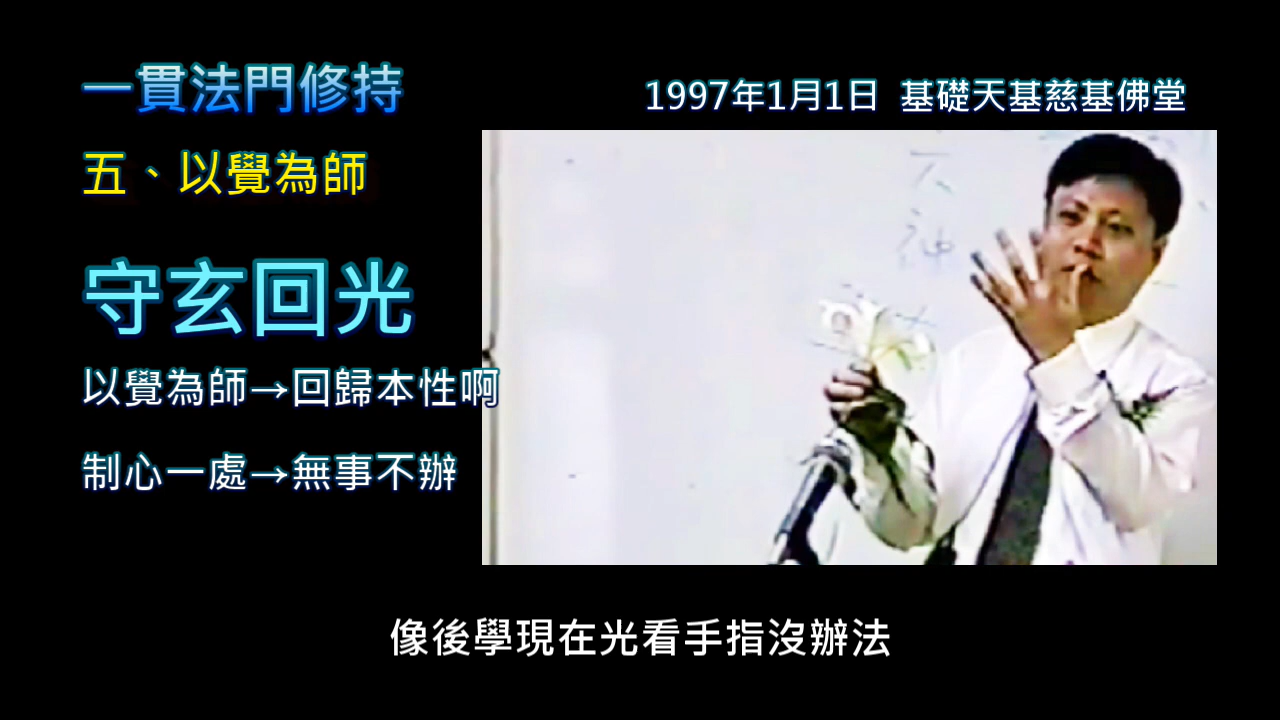 一貫法門修持
1997年1月1日 基礎天基慈基佛堂
五、以覺為師
守玄回光
以覺為師→回歸本性啊
制心一處→無事不辦
像後學現在光看手指沒辦法